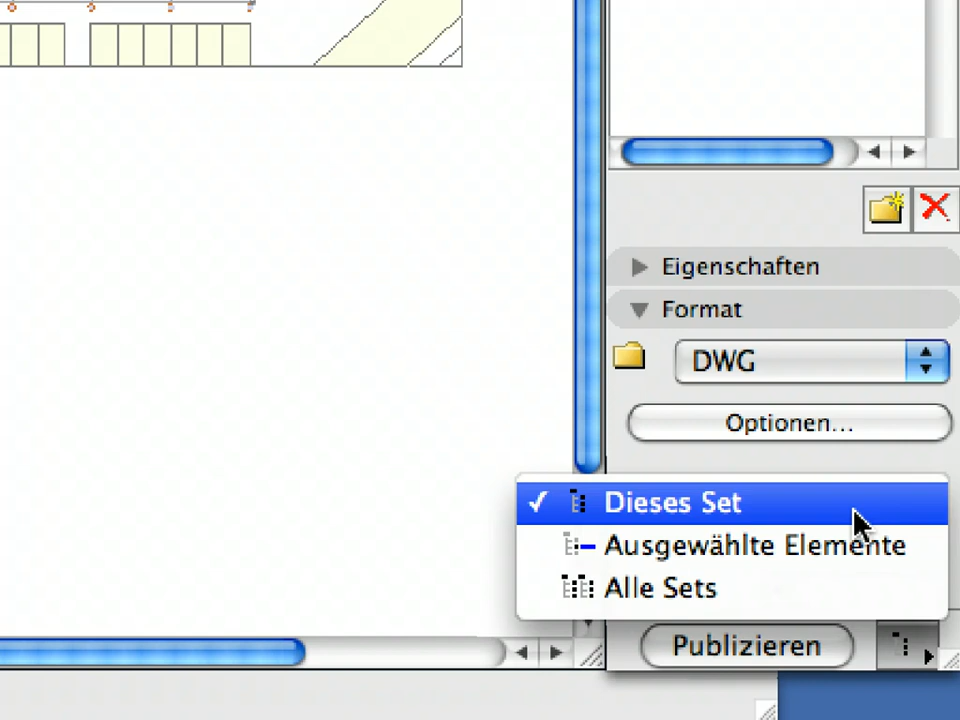 Eigenschaften
Format
DWG
Optionen...
Dieses Set
Ausgewählte Elemente
Alle Sets
Publizieren